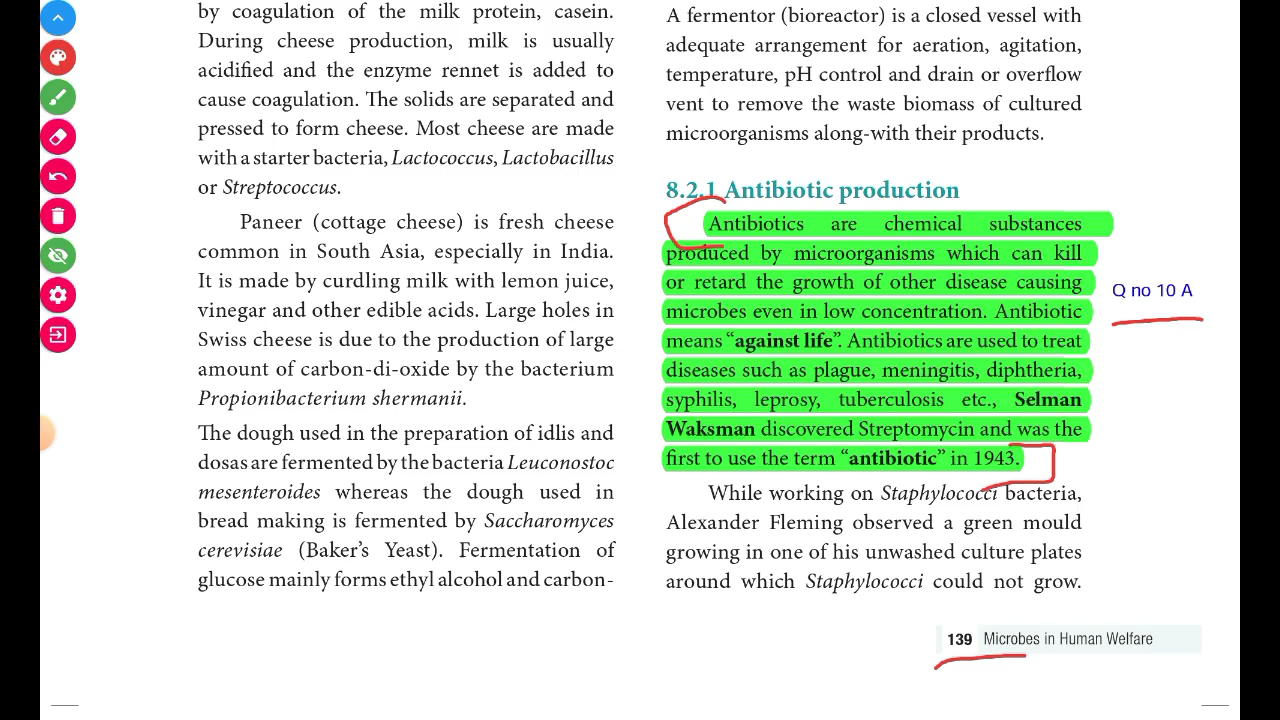 by coagulation of the milk protein, casein.
During cheese production, milk is usually
acidified and the enzyme rennet is added to
cause coagulation. The solids are separated and
pressed to form cheese. Most cheese are made
with a starter bacteria, Lactococcus, Lactobacillus
or Streptococcus.
Paneer (cottage cheese) is fresh cheese
common in South Asia, especially in India.
It is made by curdling milk with lemon juice,
vinegar and other edible acids. Large holes in
Swiss cheese is due to the production of large
amount of carbon-di-oxide by the bacterium
Propionibacterium shermanii.
The dough used in the preparation of idlis and
dosas are fermented by the bacteria Leuconostoc
mesenteroides whereas the dough used in
bread making is fermented by Saccharomyces
cerevisiae (Baker's Yeast). Fermentation of
glucose mainly forms ethyl alcohol and carbon-
A fermentor (bioreactor) is a closed vessel with
adequate arrangement for aeration, agitation,
temperature, pH control and drain or overflow
vent to remove the waste biomass of cultured
microorganisms along-with their products.
8.2.1 Antibiotic production
Antibiotics are chemical substances
produced by microorganisms which can kill
or retard the growth of other disease causing
microbes even in low concentration. Antibiotic
means “against life”. Antibiotics are used to treat
diseases such as plague, meningitis, diphtheria,
syphilis, leprosy, tuberculosis etc., Selman
Waksman discovered Streptomycin and was the
first to use the term “antibiotic” in 1943.
While working on Staphylococci bacteria,
Alexander Fleming observed a green mould
growing in one of his unwashed culture plates
around which Staphylococci could not grow.
Q no 10 A
139 Microbes in Human Welfare